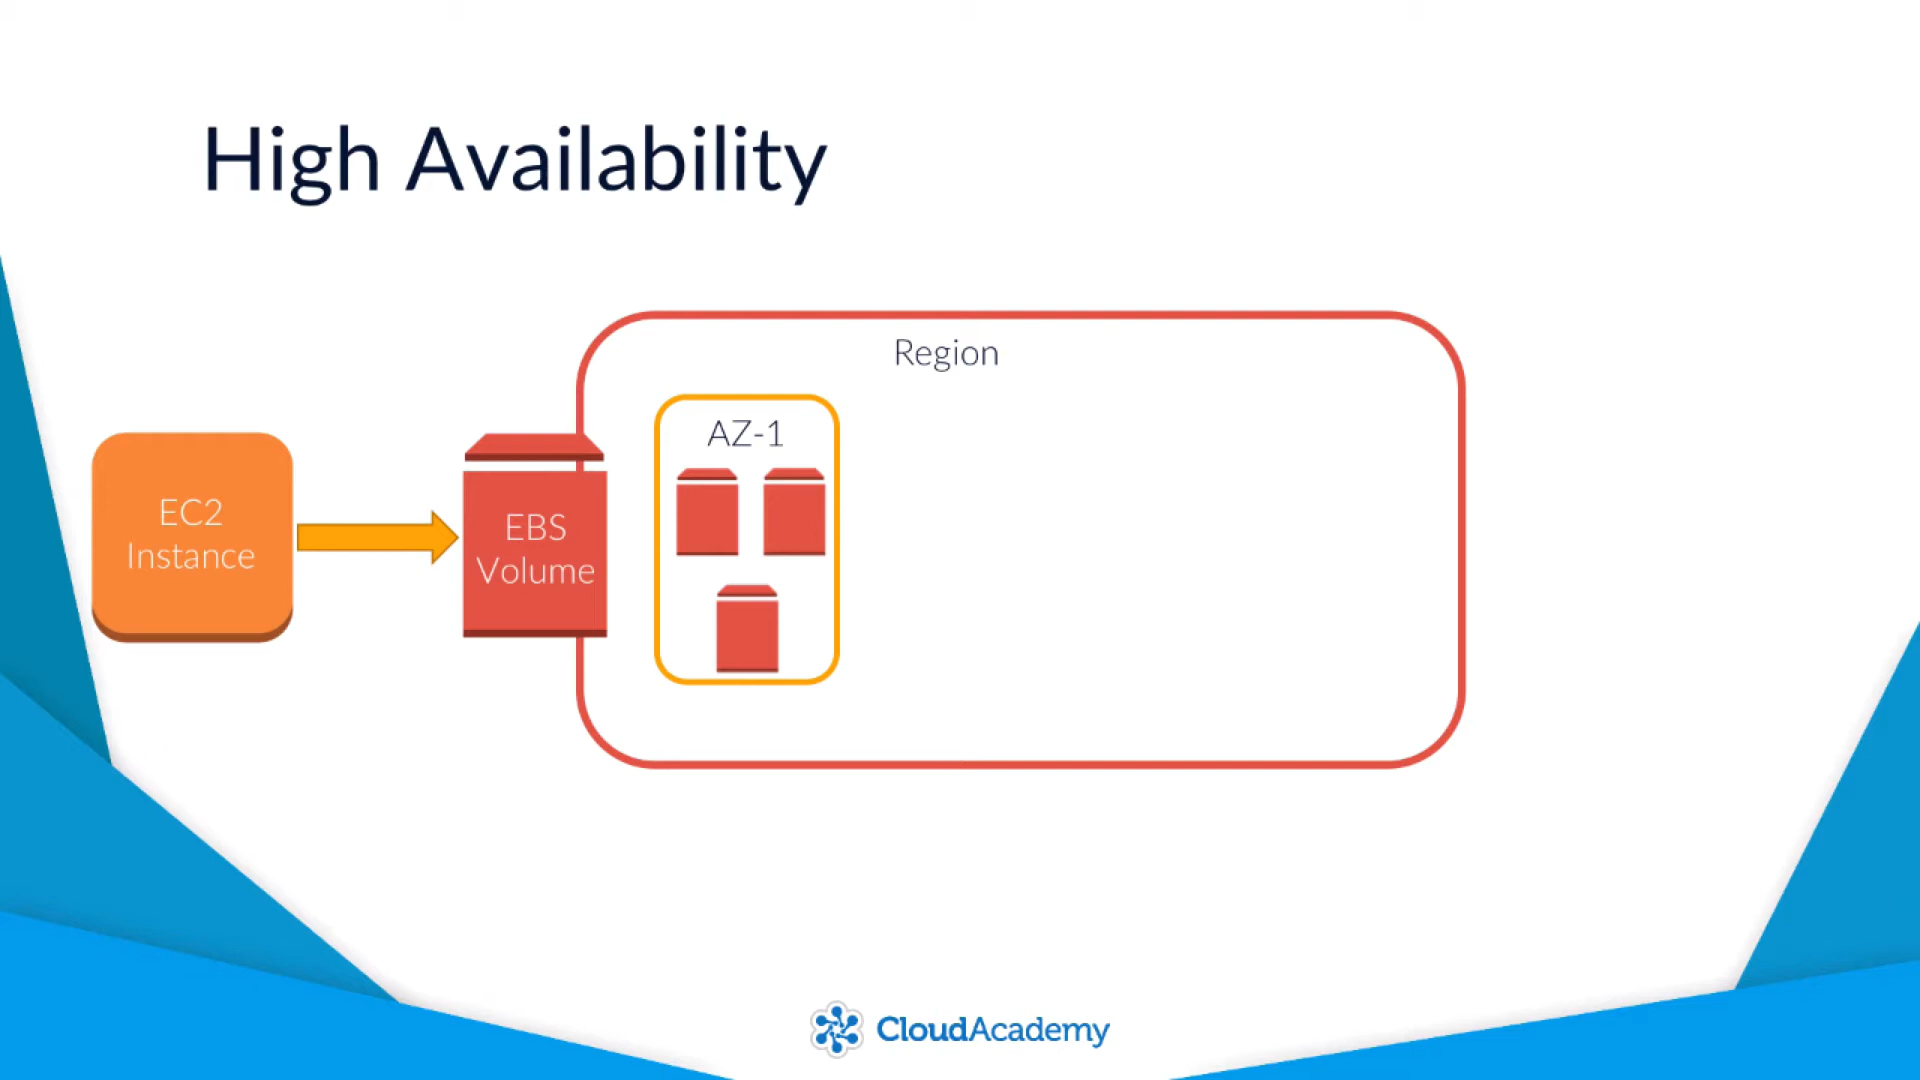 High Availability
Region
AZ-1
EC2
Instance
EBS
Volume
CloudAcademy